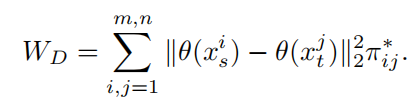 W_D = \sum_{i,j=1}^{m,n} \|\theta(x_s^i) - \theta(x_t^j)\|_2^2 \pi_{ij}^*.